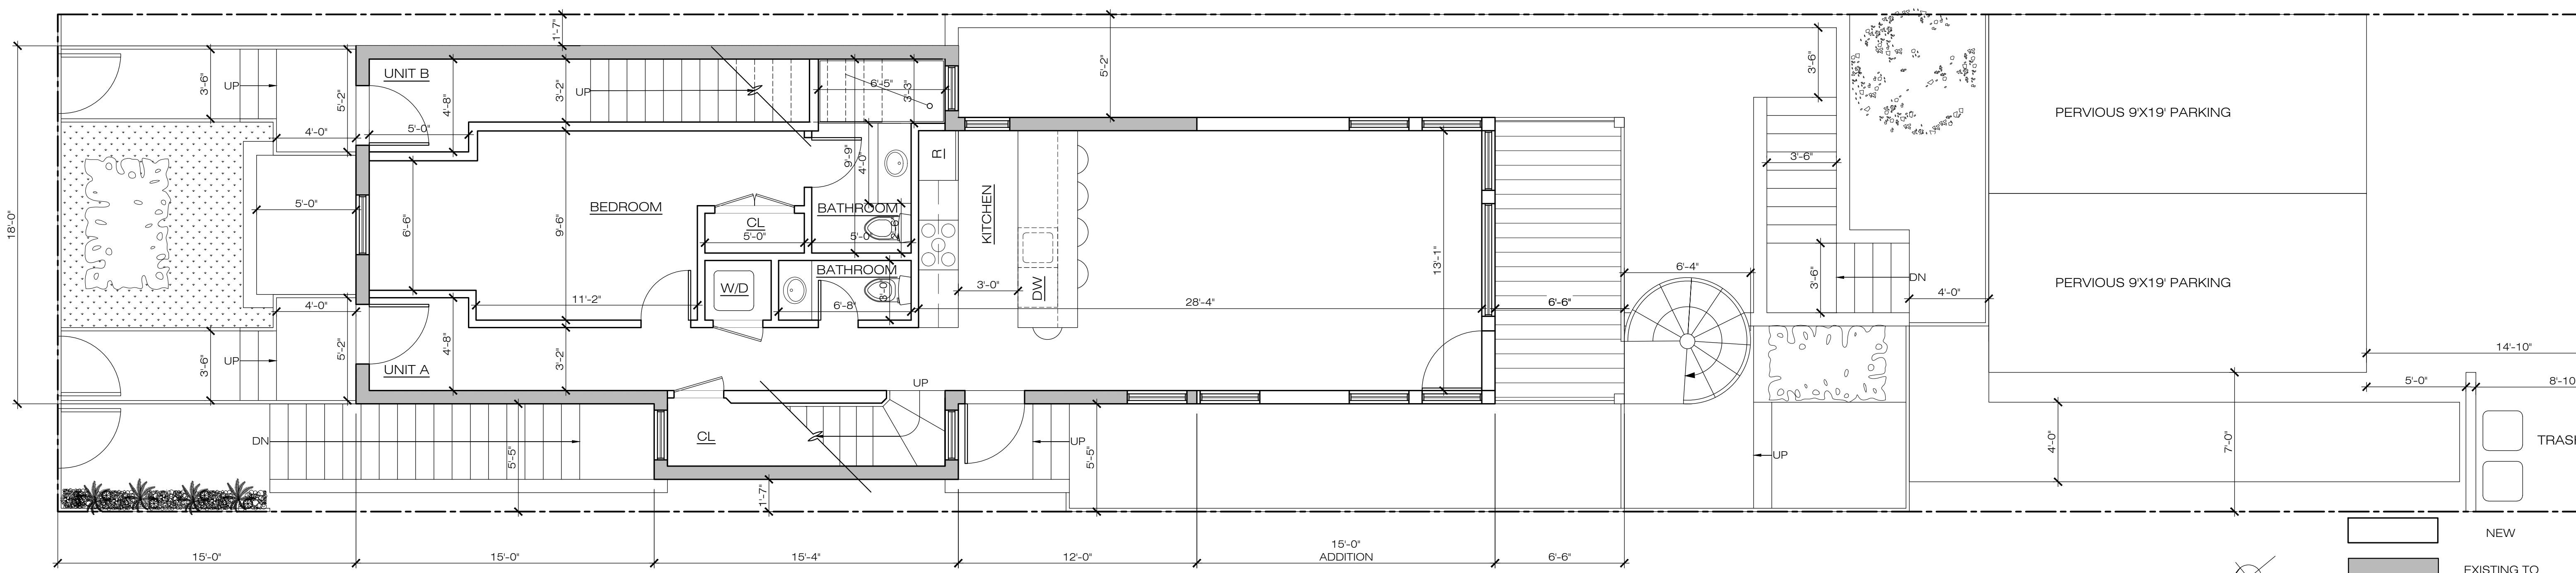 1'-7"
5'-2"
3'-6"
UNIT B
3'-6"
UP
5'-2"
4'-8"
3'-2"
UP
6'-5"
3'-3"
PERVIOUS 9'X19' PARKING
4'-0"
5'-0"
9'-9"
4'-0"
R
3'-6"
18'-0"
5'-0"
6'-6"
BEDROOM
9'-6"
CL
5'-0"
BATHROOM
5'-0"
KITCHEN
13'-1"
BATHROOM
W/D
3'-0"
6'-8"
3'-0"
DW
28'-4"
6'-6"
6'-4"
3'-6"
DN
4'-0"
PERVIOUS 9'X19' PARKING
4'-0"
11'-2"
3'-6"
UP
5'-2"
UNIT A
4'-8"
3'-2"
UP
14'-10"
5'-0"
8'-10
DN
5'-5"
CL
UP
5'-5"
UP
4'-0"
7'-0"
TRAS
1'-7"
15'-0"
15'-0"
15'-4"
12'-0"
15'-0"
ADDITION
6'-6"
NEW
EXISTING TO